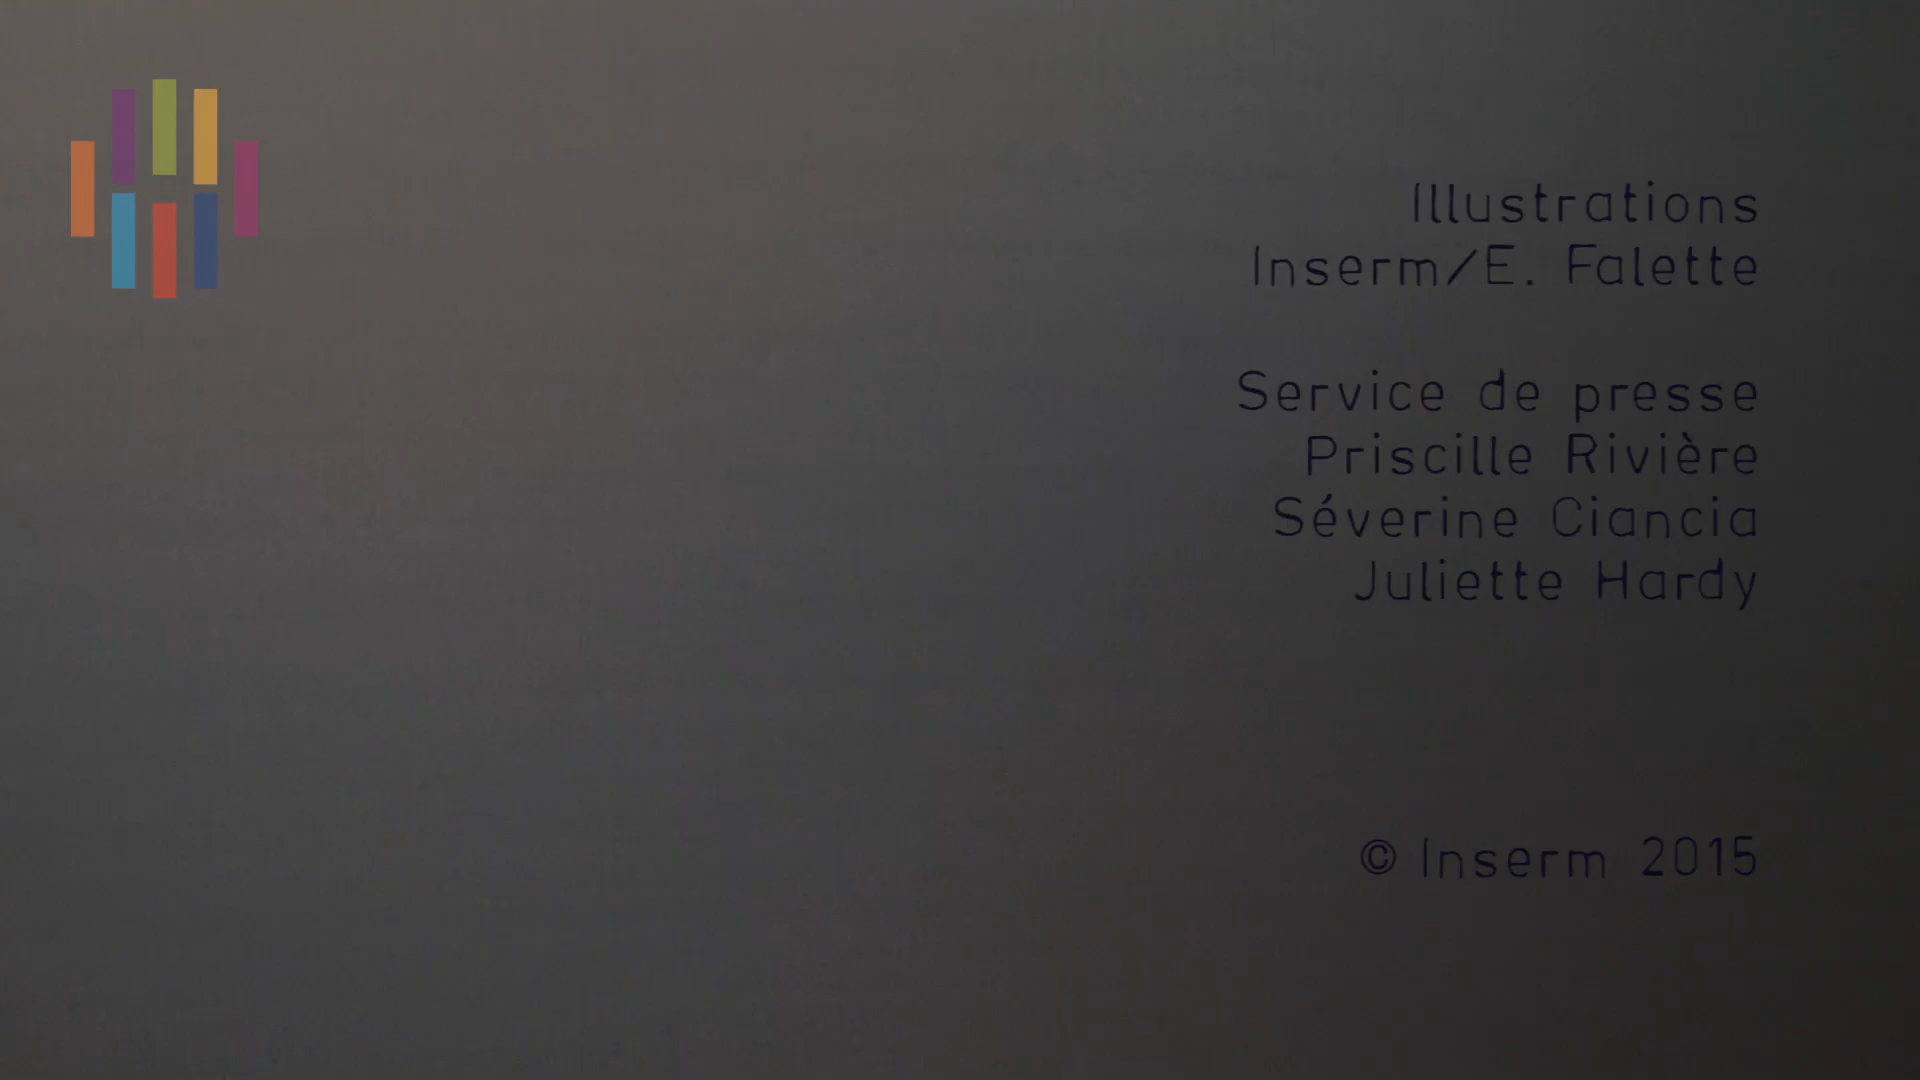 Illustrations
Inserm/E. Falette
Service de presse
Priscille Rivière
Séverine Ciancia
Juliette Hardy
© Inserm 2015